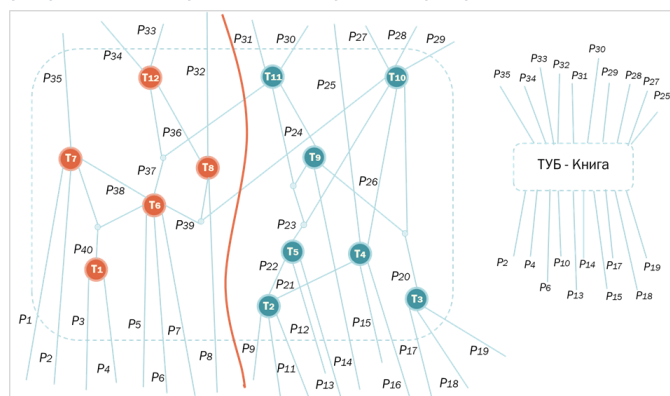 P33
P34
P31
P30
P27
P28
P29
P35
T12
P32
T11
P25
T10
P36
P24
T7
P37
T8
T9
P38
P26
T6
P39
P23
P40
T1
T5
T4
P22
P21
P20
T2
T3
P1
P3
P5
P7
P12
P15
P2
P4
P6
P8
P9
P11
P13
P14
P16
P17
P18
P19
P35
P34
P33
P32
P31
P30
P29
P28
P27
P25
ТУБ - Книга
P2
P4
P6
P10
P13
P14
P15
P17
P18
P19